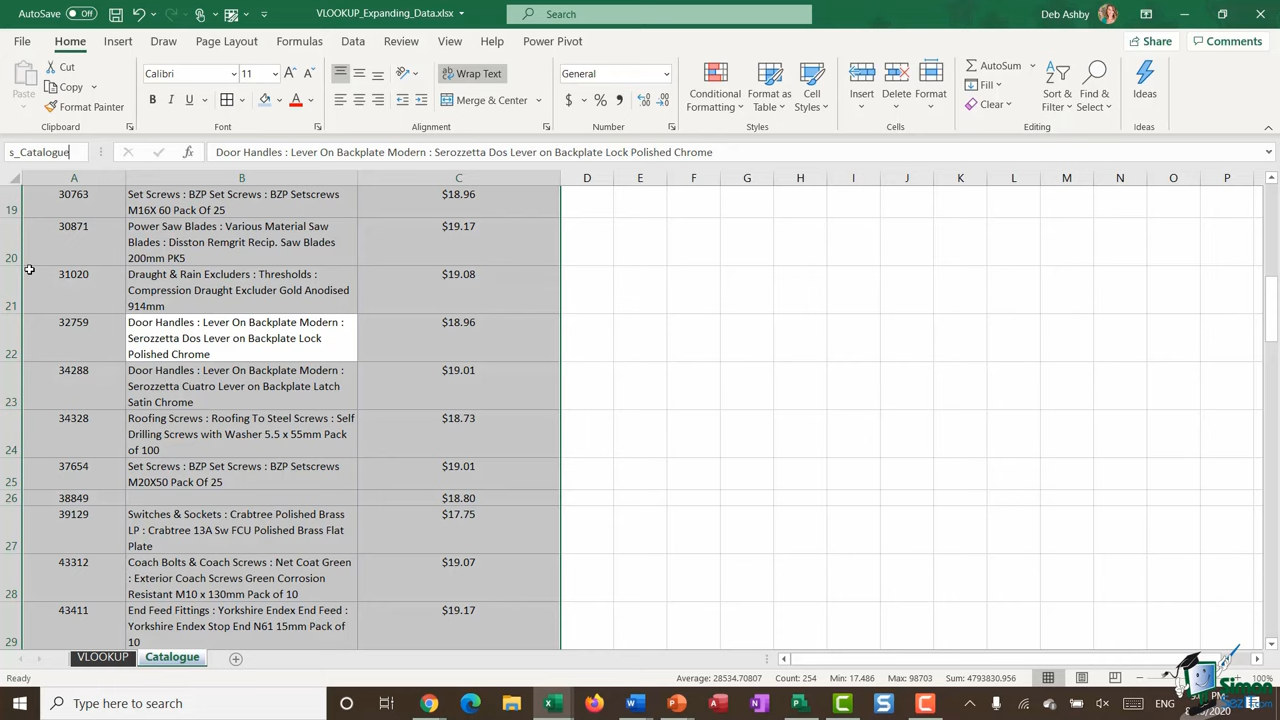 AutoSave Off VLOOKUP_Expanding_Data.xlsx Search Deb Ashby
File Home Insert Draw Page Layout Formulas Data Review View Help Power Pivot Share Comments
Paste Cut Copy Format Painter Clipboard
Calibri 11 B I U A Font
Wrap Text Merge & Center Alignment
General $ % Number
Conditional Formatting Format as Table Cell Styles Styles
Insert Delete Format Cells
AutoSum Fill Clear Sort & Filter Find & Select Editing
Ideas
s_Catalogue fx Door Handles : Lever On Backplate Modern : Serozzetta Dos Lever on Backplate Lock Polished Chrome
A B C D E F G H I J K L M N O P
19 30763 Set Screws : BZP Set Screws : BZP Setscrews $18.96
M16X 60 Pack Of 25
20 30871 Power Saw Blades : Various Material Saw $19.17
Blades : Disston Remgrit Recip. Saw Blades
200mm PK5
21 31020 Draught & Rain Excluders : Thresholds : $19.08
Compression Draught Excluder Gold Anodised
914mm
22 32759 Door Handles : Lever On Backplate Modern : $18.96
Serozzetta Dos Lever on Backplate Lock
Polished Chrome
23 34288 Door Handles : Lever On Backplate Modern : $19.01
Serozzetta Cuatro Lever on Backplate Latch
Satin Chrome
24 34328 Roofing Screws : Roofing To Steel Screws : Self $18.73
Drilling Screws with Washer 5.5 x 55mm Pack
of 100
25 37654 Set Screws : BZP Set Screws : BZP Setscrews $19.01
M20X50 Pack Of 25
26 38849 $18.80
27 39129 Switches & Sockets : Crabtree Polished Brass $17.75
LP : Crabtree 13A Sw FCU Polished Brass Flat
Plate
28 43312 Coach Bolts & Coach Screws : Net Coat Green $19.07
: Exterior Coach Screws Green Corrosion
Resistant M10 x 130mm Pack of 10
29 43411 End Feed Fittings : Yorkshire Endex End Feed : $19.17
Yorkshire Endex Stop End N61 15mm Pack of
10
VLOOKUP Catalogue
Ready Average: 28534.70807 Count: 254 Min: 17.486 Max: 98703 Sum: 4793830.956 100%
Type here to search